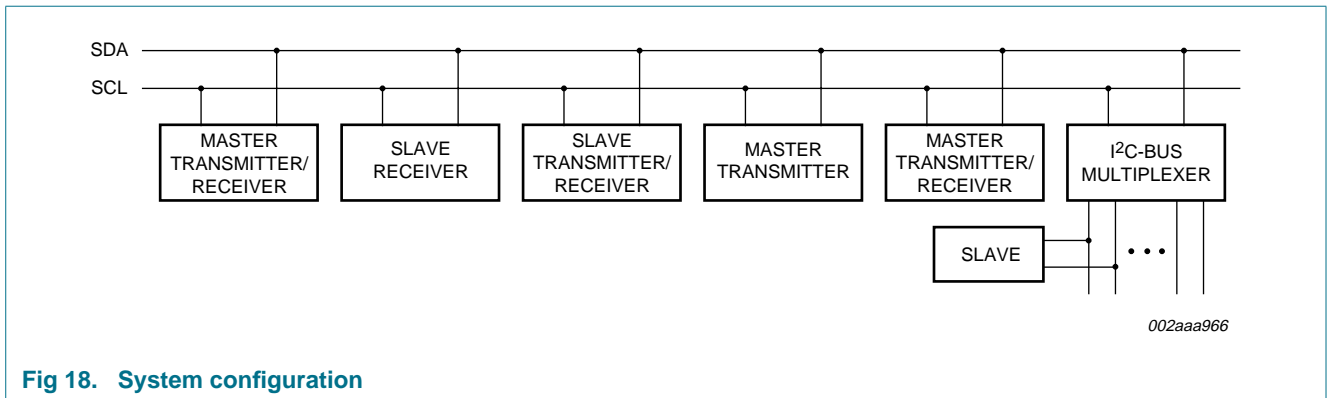 SDA
SCL
MASTER
TRANSMITTER/
RECEIVER
SLAVE
RECEIVER
SLAVE
TRANSMITTER/
RECEIVER
MASTER
TRANSMITTER
MASTER
TRANSMITTER/
RECEIVER
I²C-BUS
MULTIPLEXER
SLAVE
002aaa966
Fig 18. System configuration